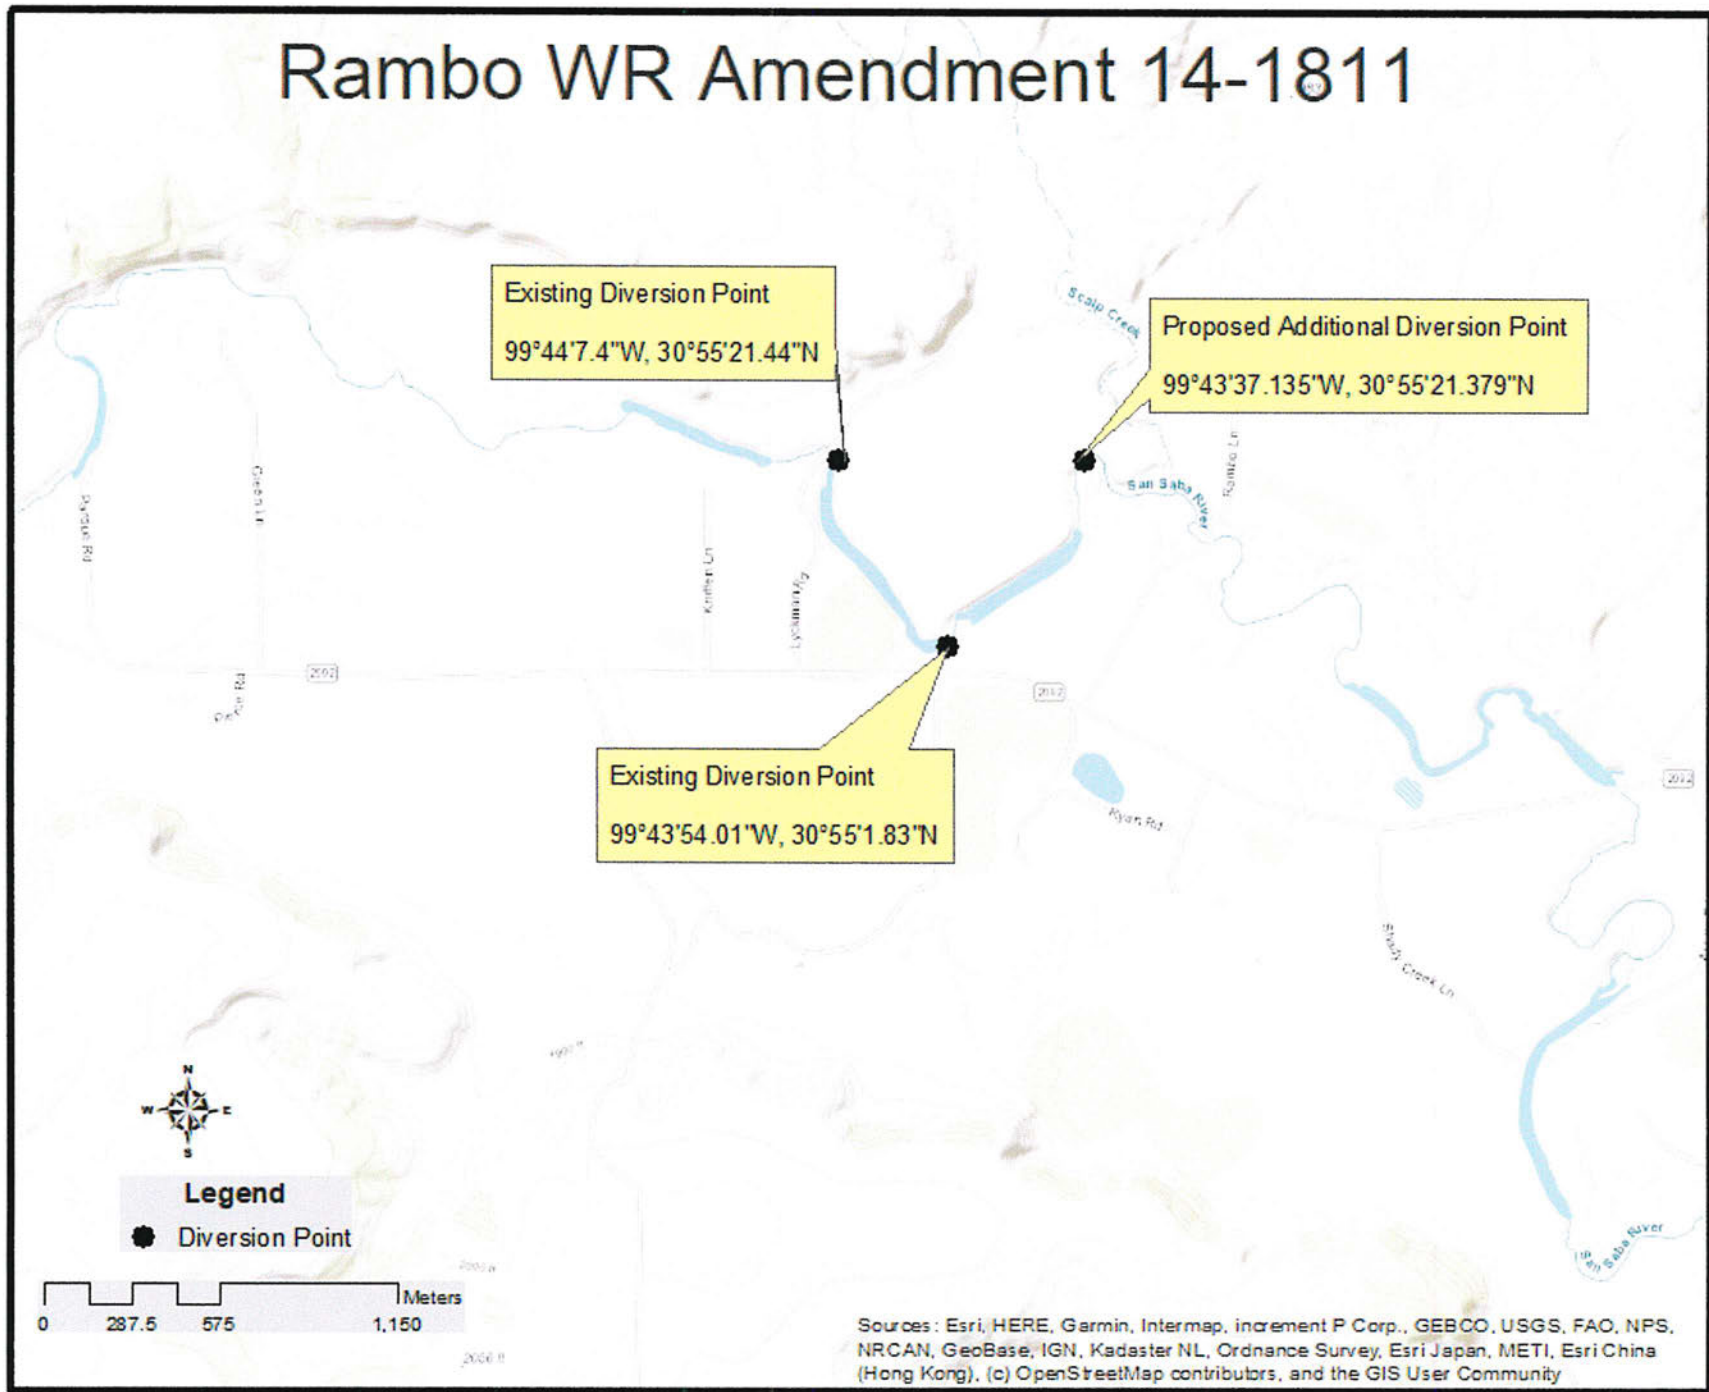 Rambo WR Amendment 14-1811
Existing Diversion Point
99°44'7.4"W, 30°55'21.44"N
Scalp Creek
Proposed Additional Diversion Point
99°43'37.135"W, 30°55'21.379"N
Rambo Ln
San Saba River
Glenn Ln
Kniffen Ln
2092
2092
Existing Diversion Point
99°43'54.01"W, 30°55'1.83"N
2092
Ryan Rd
Shady Creek Ln
N
W
E
S
Legend
Diversion Point
Meters
0 287.5 575 1,150
San Saba River
Sources: Esri, HERE, Garmin, Intermap, increment P Corp., GEBCO, USGS, FAO, NPS,
NRCAN, GeoBase, IGN, Kadaster NL, Ordnance Survey, Esri Japan, METI, Esri China
(Hong Kong), (c) OpenStreetMap contributors, and the GIS User Community